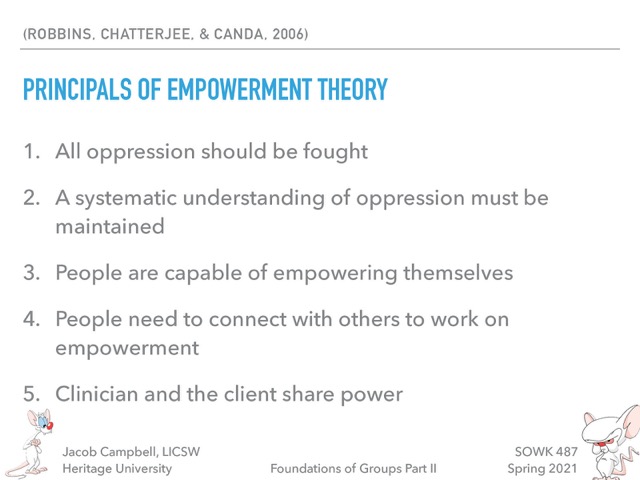 (ROBBINS, CHATTERJEE, & CANDA, 2006)
PRINCIPALS OF EMPOWERMENT THEORY
1. All oppression should be fought
2. A systematic understanding of oppression must be
maintained
3. People are capable of empowering themselves
4. People need to connect with others to work on
empowerment
5. Clinician and the client share power
Jacob Campbell, LICSW
Heritage University
Foundations of Groups Part II
SOWK 487
Spring 2021